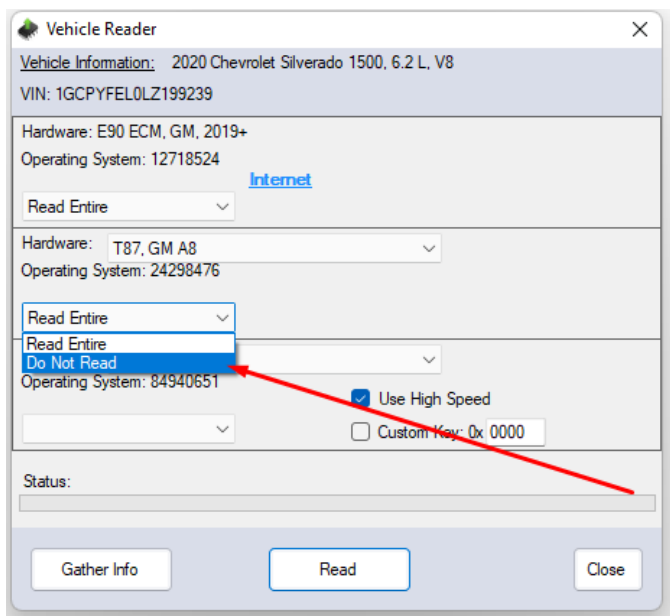 Vehicle Reader
Vehicle Information: 2020 Chevrolet Silverado 1500, 6.2 L, V8
VIN: 1GCPYFEL0LZ199239
Hardware: E90 ECM, GM, 2019+
Operating System: 12718524
Internet
Read Entire
Hardware: T87, GM A8
Operating System: 24298476
Read Entire
Read Entire
Do Not Read
Operating System: 84940651
Use High Speed
Custom Key: 0x 0000
Status:
Gather Info Read Close